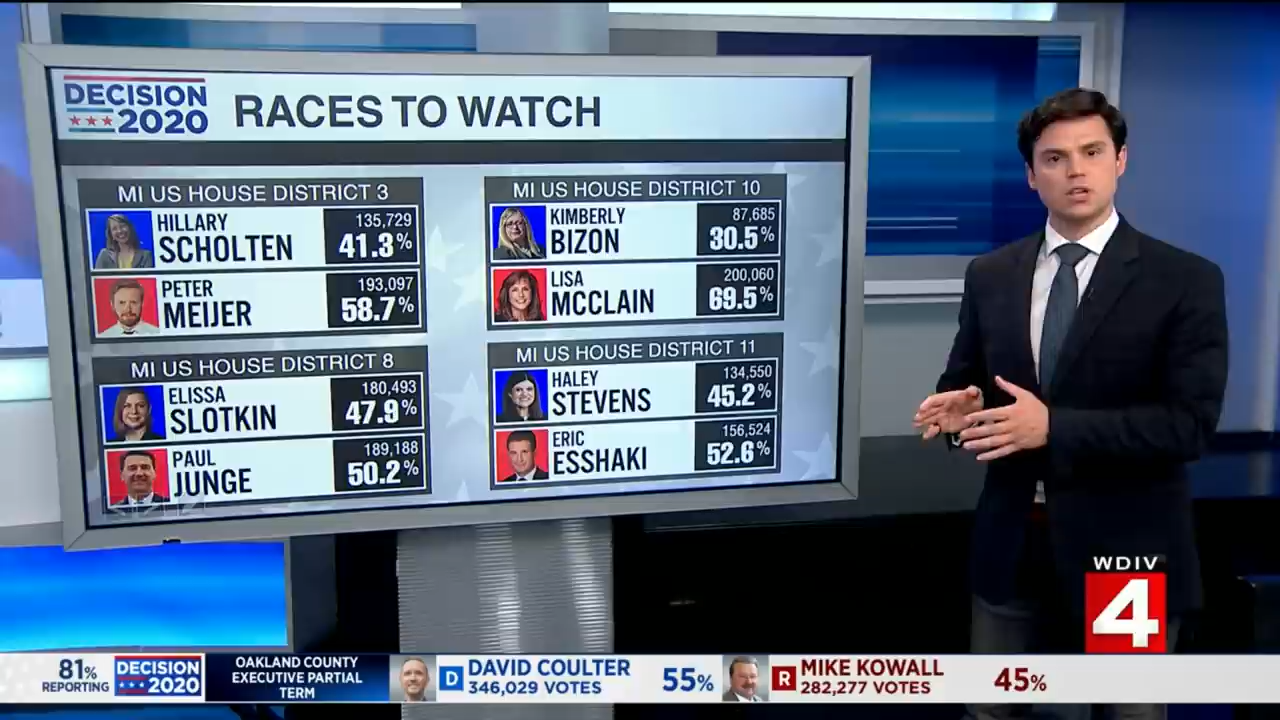 DECISION
2020
RACES TO WATCH
MI US HOUSE DISTRICT 3
HILLARY
SCHOLTEN
135,729
41.3%
PETER
MEIJER
193,097
58.7%
MI US HOUSE DISTRICT 8
ELISSA
SLOTKIN
180,493
47.9%
PAUL
JUNGE
189,188
50.2%
MI US HOUSE DISTRICT 10
KIMBERLY
BIZON
87,685
30.5%
LISA
MCCLAIN
200,060
69.5%
MI US HOUSE DISTRICT 11
HALEY
STEVENS
134,550
45.2%
ERIC
ESSHAKI
156,524
52.6%
WDIV
4
81%
REPORTING
DECISION
2020
OAKLAND COUNTY
EXECUTIVE PARTIAL
TERM
D DAVID COULTER
346,029 VOTES
55%
R MIKE KOWALL
282,277 VOTES
45%